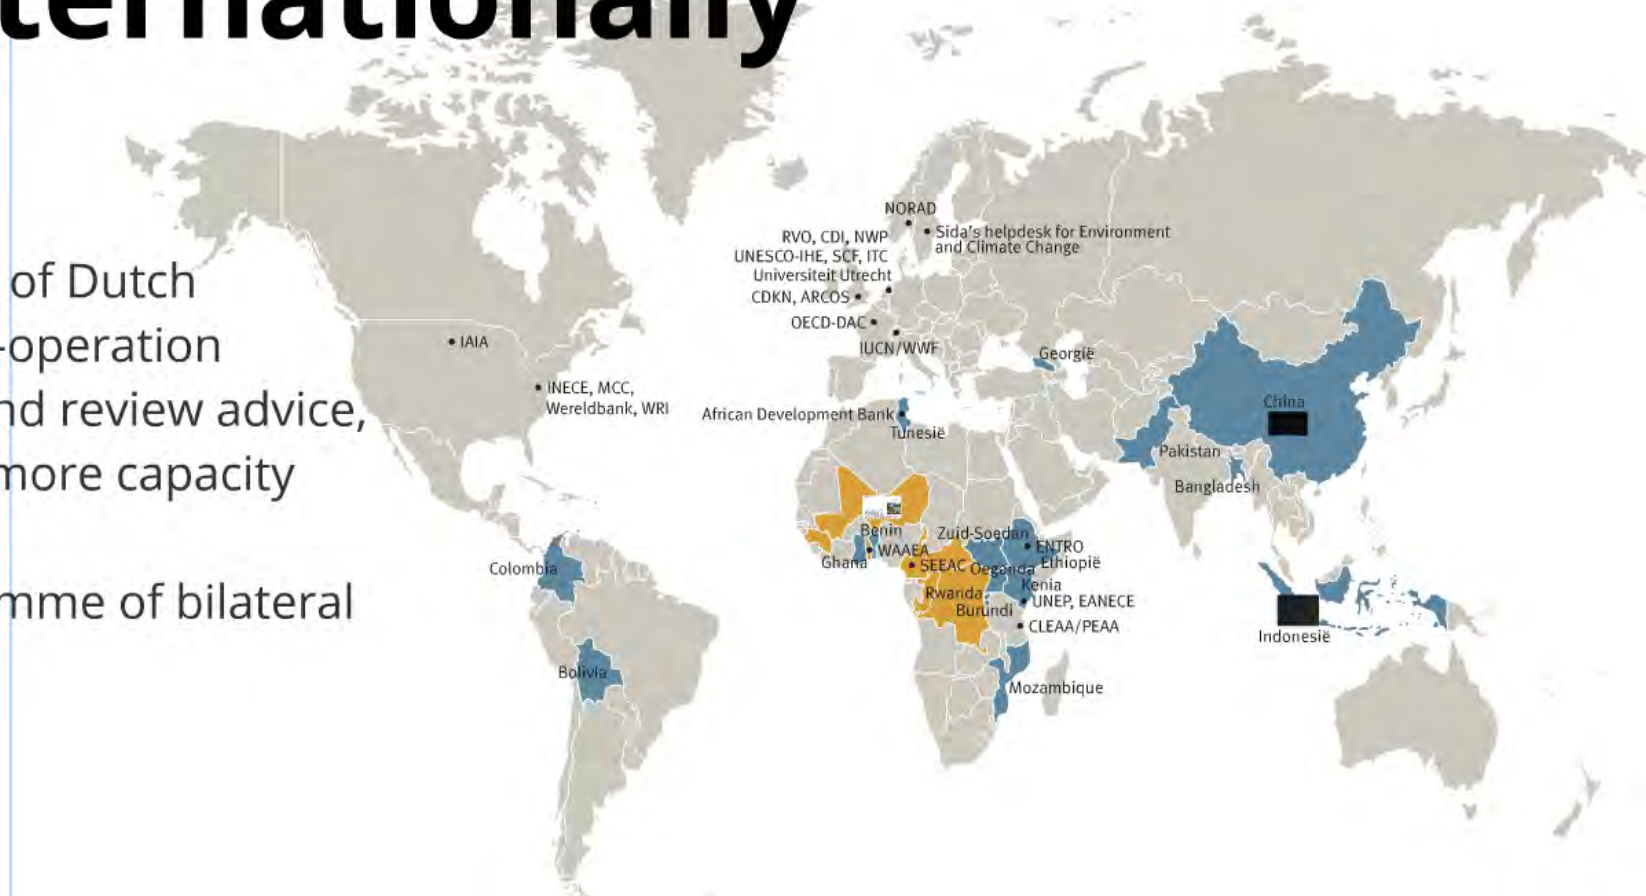 ternationally
of Dutch
-operation
nd review advice,
more capacity
mme of bilateral
NORAD
Sida's helpdesk for Environment
and Climate Change
RVO, CDI, NWP
UNESCO-IHE, SCF, ITC
Universiteit Utrecht
CDKN, ARCOS
OECD-DAC
IUCN/WWF
IAIA
INECE, MCC,
Wereldbank, WRI
Georgië
African Development Bank
Tunesië
China
Pakistan
Bangladesh
Benin
WAAEA
Ghana
Zuid-Soedan
ENTRO
Ethiopië
SEEAC
Oeganda
Kenia
Rwanda
UNEP, EANECE
Burundi
CLEAA/PEAA
Mozambique
Colombia
Bolivia
Indonesië